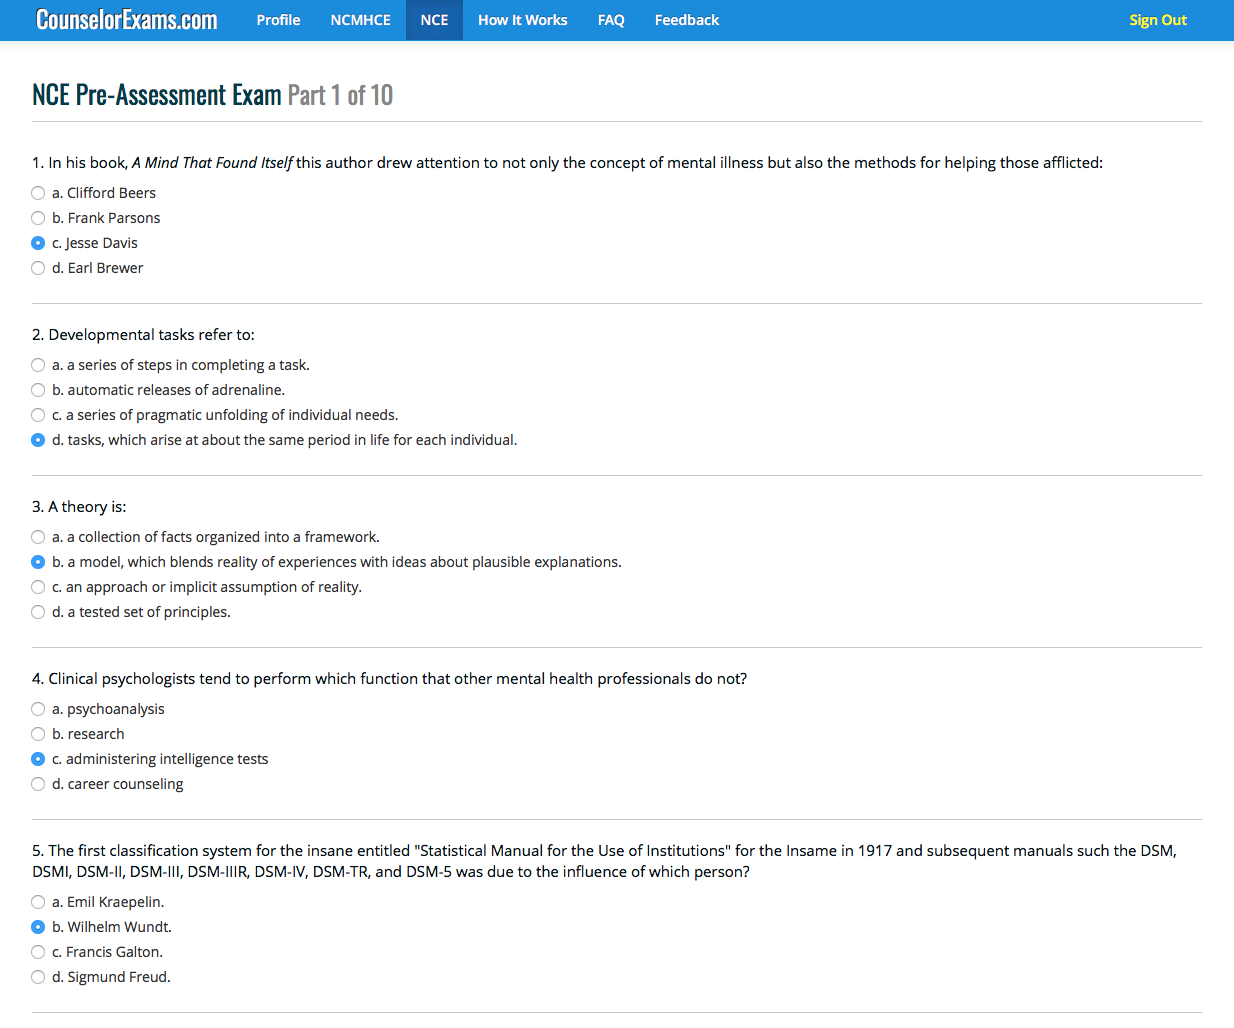 CounselorExams.com Profile NCMHCE NCE How It Works FAQ Feedback Sign Out
NCE Pre-Assessment Exam Part 1 of 10
1. In his book, A Mind That Found Itself this author drew attention to not only the concept of mental illness but also the methods for helping those afflicted:
a. Clifford Beers
b. Frank Parsons
c. Jesse Davis
d. Earl Brewer
2. Developmental tasks refer to:
a. a series of steps in completing a task.
b. automatic releases of adrenaline.
c. a series of pragmatic unfolding of individual needs.
d. tasks, which arise at about the same period in life for each individual.
3. A theory is:
a. a collection of facts organized into a framework.
b. a model, which blends reality of experiences with ideas about plausible explanations.
c. an approach or implicit assumption of reality.
d. a tested set of principles.
4. Clinical psychologists tend to perform which function that other mental health professionals do not?
a. psychoanalysis
b. research
c. administering intelligence tests
d. career counseling
5. The first classification system for the insane entitled "Statistical Manual for the Use of Institutions" for the Insame in 1917 and subsequent manuals such the DSM,
DSMI, DSM-II, DSM-III, DSM-IIIR, DSM-IV, DSM-TR, and DSM-5 was due to the influence of which person?
a. Emil Kraepelin.
b. Wilhelm Wundt.
c. Francis Galton.
d. Sigmund Freud.